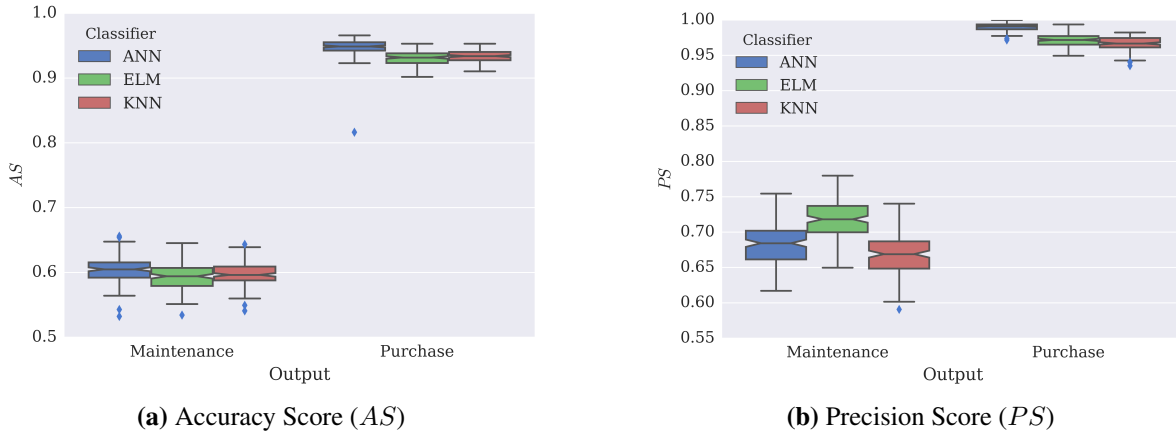 1.0
0.9
0.8
0.7
0.6
0.5
AS
Classifier
ANN
ELM
KNN
Maintenance Purchase
Output
(a) Accuracy Score (AS)
1.00
0.95
0.90
0.85
0.80
0.75
0.70
0.65
0.60
0.55
PS
Classifier
ANN
ELM
KNN
Maintenance Purchase
Output
(b) Precision Score (PS)